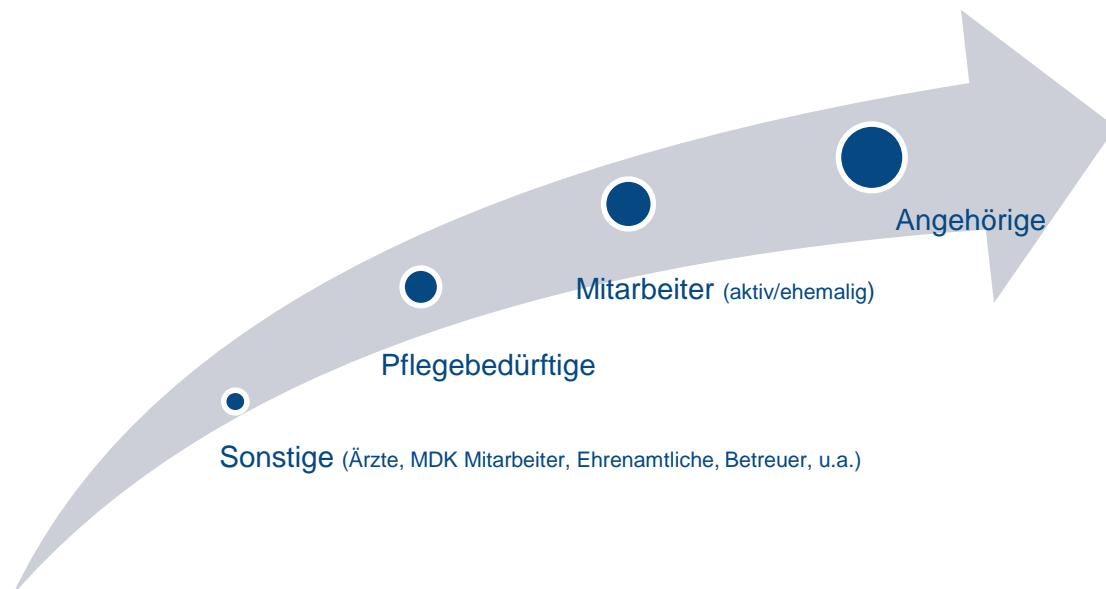 Angehörige
Mitarbeiter (aktiv/ehemalig)
Pflegebedürftige
Sonstige (Ärzte, MDK Mitarbeiter, Ehrenamtliche, Betreuer, u.a.)